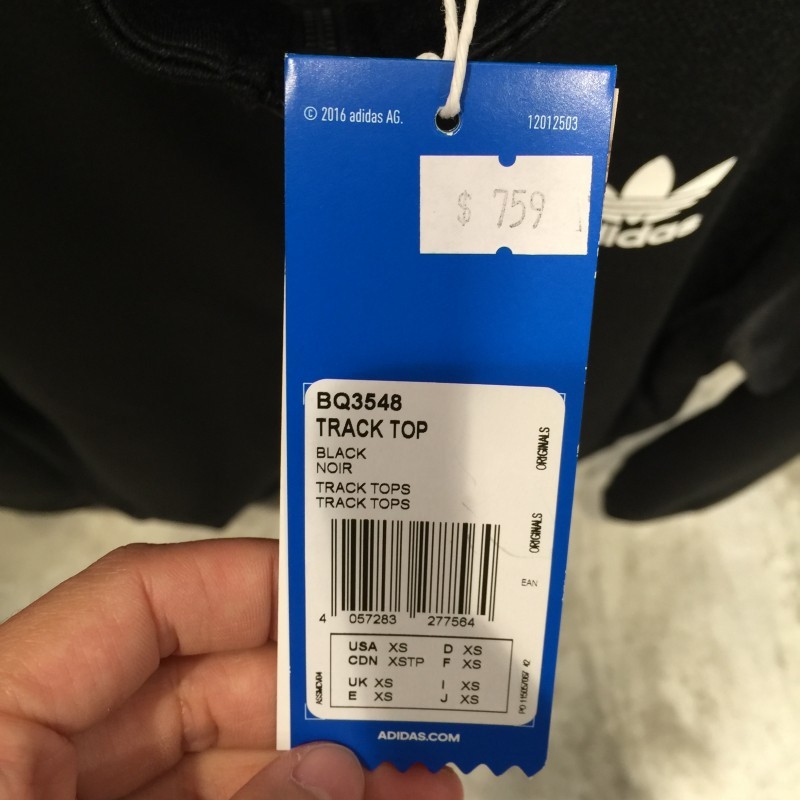 © 2016 adidas AG.
12012503
$ 759
adidas
BQ3548
TRACK TOP
BLACK
NOIR
TRACK TOPS
TRACK TOPS
ORIGINALS
ORIGINALS
EAN
4 057283 277564
USA XS D XS
CDN XSTP F XS
UK XS I XS
E XS J XS
ADIDAS.COM